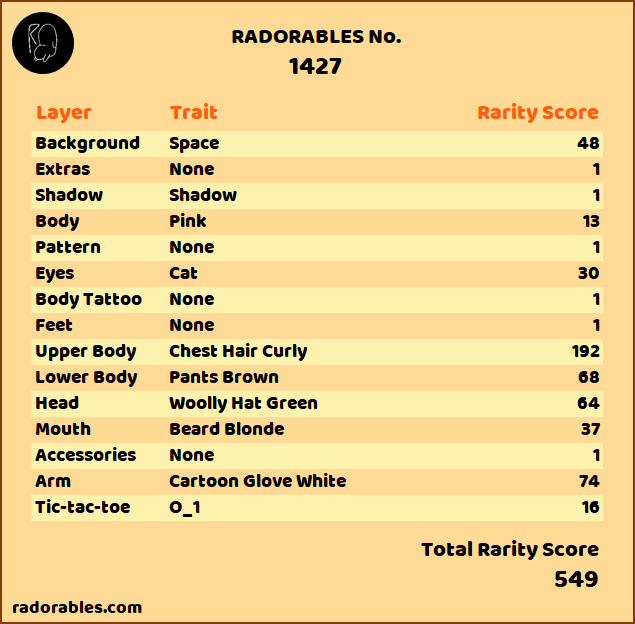 RADORABLES No.
1427
Layer Trait Rarity Score
Background Space 48
Extras None 1
Shadow Shadow 1
Body Pink 13
Pattern None 1
Eyes Cat 30
Body Tattoo None 1
Feet None 1
Upper Body Chest Hair Curly 192
Lower Body Pants Brown 68
Head Woolly Hat Green 64
Mouth Beard Blonde 37
Accessories None 1
Arm Cartoon Glove White 74
Tic-tac-toe O_1 16
Total Rarity Score
549
radorables.com